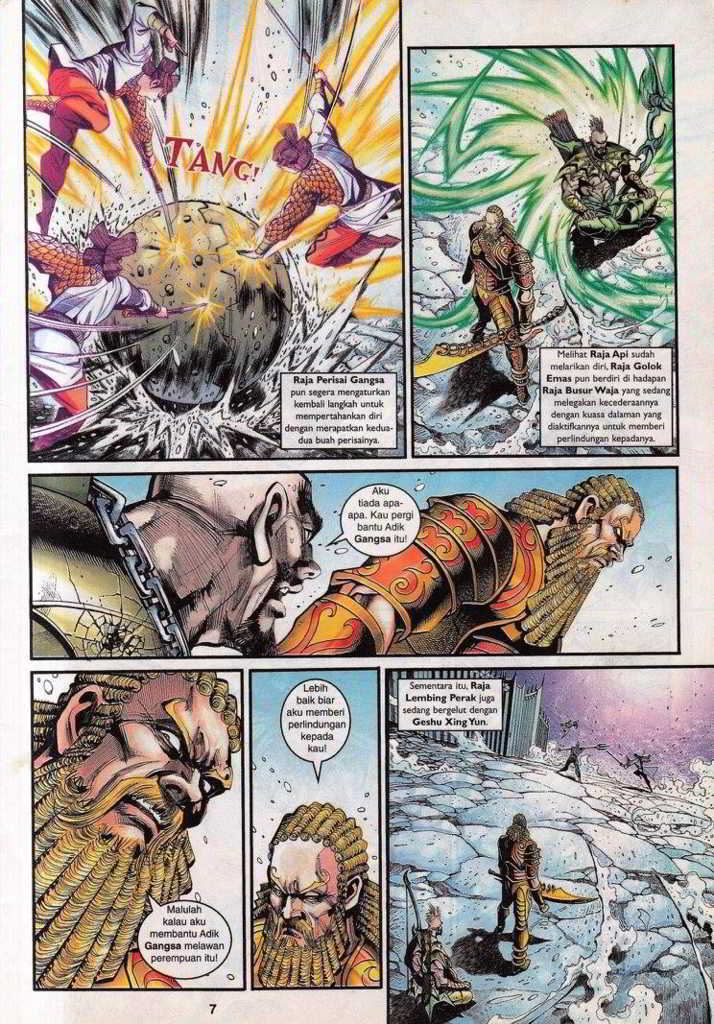 TANG!
Raja Perisai Gangsa
pun segera mengaturkan
kembali langkah untuk
mempertahankan diri
dengan merapatkan kedua-
dua buah perisainya.
Melihat Raja Api sudah
melarikan diri, Raja Golok
Emas pun berdiri di hadapan
Raja Busur Waja yang sedang
melegakan kecederaannya
dengan kuasa dalaman yang
diaktifkannya untuk memberi
perlindungan kepadanya.
Aku
tiada apa-
apa. Kau pergi
bantu Adik
Gangsa itu!
Malulah
kalau aku
membantu Adik
Gangsa melawan
perempuan itu!
Lebih
baik biar
aku memberi
perlindungan
kepada
kau!
Sementara itu, Raja
Lembing Perak juga
sedang bergelut dengan
Geshu Xing Yun.
7